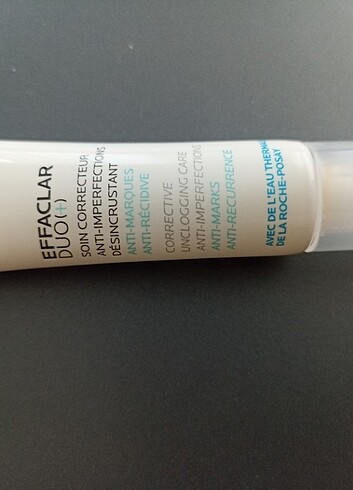 EFFACLAR
DUO(+)
SOIN CORRECTEUR
ANTI-IMPERFECTIONS
DÉSINCRUSTANT
ANTI-MARQUES
ANTI-RÉCIDIVE
CORRECTIVE
UNCLOGGING CARE
ANTI-IMPERFECTIONS
ANTI-MARKS
ANTI-RECURRENCE
AVEC DE L'EAU THERMALE
DE LA ROCHE-POSAY